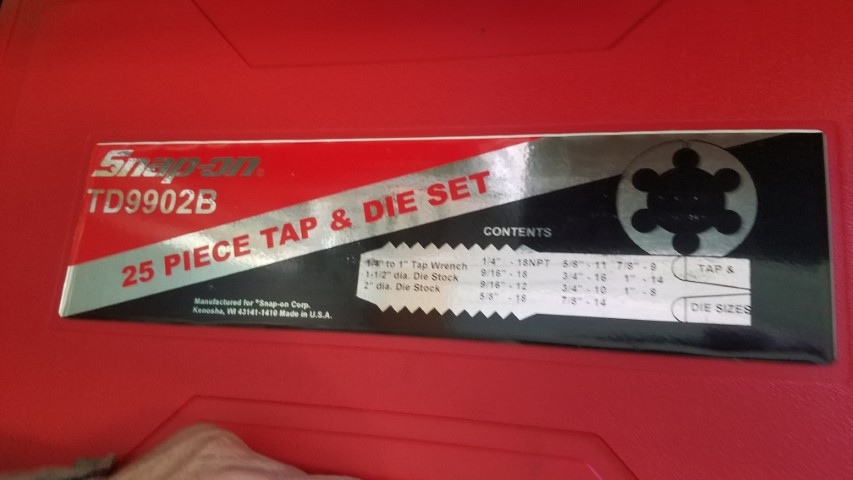 Snap-on®
TD9902B
25 PIECE TAP & DIE SET
CONTENTS
1/4" to 1" Tap Wrench
1-1/2" dia. Die Stock
2" dia. Die Stock
1/4" - 18NPT
9/16" - 18
9/16" - 12
5/8" - 18
5/8" - 11
3/4" - 16
3/4" - 10
7/8" - 14
7/8" - 9
1" - 14
1" - 8
TAP &
DIE SIZES
Manufactured for ®Snap-on Corp.
Kenosha, WI 43141-1410 Made in U.S.A.